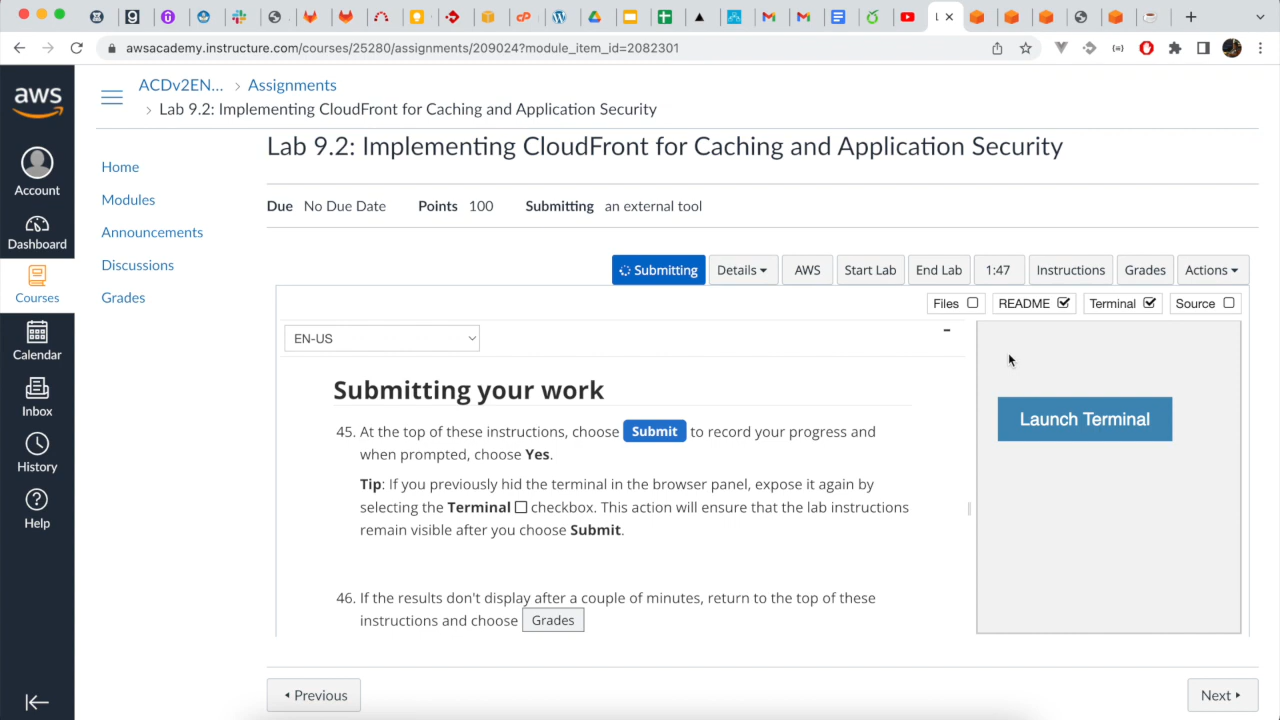 awsacademy.instructure.com/courses/25280/assignments/209024?module_item_id=2082301
aws
Account
Dashboard
Courses
Calendar
Inbox
History
Help
ACDv2EN... > Assignments
> Lab 9.2: Implementing CloudFront for Caching and Application Security
Home
Modules
Announcements
Discussions
Grades
Lab 9.2: Implementing CloudFront for Caching and Application Security
Due No Due Date Points 100 Submitting an external tool
Submitting Details AWS Start Lab End Lab 1:47 Instructions Grades Actions
Files README Terminal Source
EN-US
Submitting your work
45. At the top of these instructions, choose Submit to record your progress and
when prompted, choose Yes.
Tip: If you previously hid the terminal in the browser panel, expose it again by
selecting the Terminal checkbox. This action will ensure that the lab instructions
remain visible after you choose Submit.
46. If the results don't display after a couple of minutes, return to the top of these
instructions and choose Grades
Launch Terminal
Previous
Next